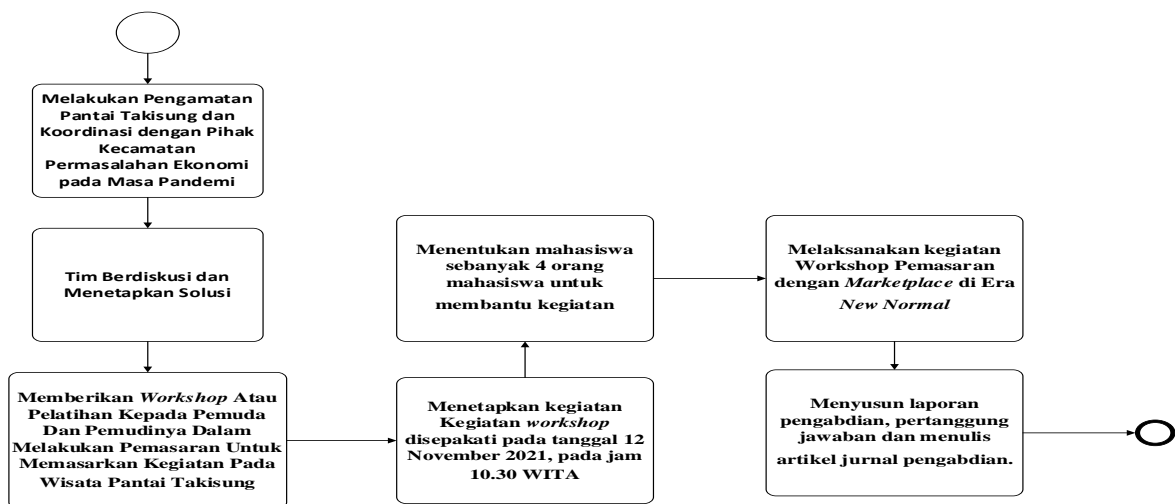 Melakukan Pengamatan
Pantai Takisung dan
Koordinasi dengan Pihak
Kecamatan
Permasalahan Ekonomi
pada Masa Pandemi
Tim Berdiskusi dan
Menetapkan Solusi
Memberikan Workshop Atau
Pelatihan Kepada Pemuda
Dan Pemudinya Dalam
Melakukan Pemasaran Untuk
Memasarkan Kegiatan Pada
Wisata Pantai Takisung
Menetapkan kegiatan
Kegiatan workshop
disepakati pada tanggal 12
November 2021, pada jam
10.30 WITA
Menentukan mahasiswa
sebanyak 4 orang
mahasiswa untuk
membantu kegiatan
Melaksanakan kegiatan
Workshop Pemasaran
dengan Marketplace di Era
New Normal
Menyusun laporan
pengabdian, pertanggung
jawaban dan menulis
artikel jurnal pengabdian.